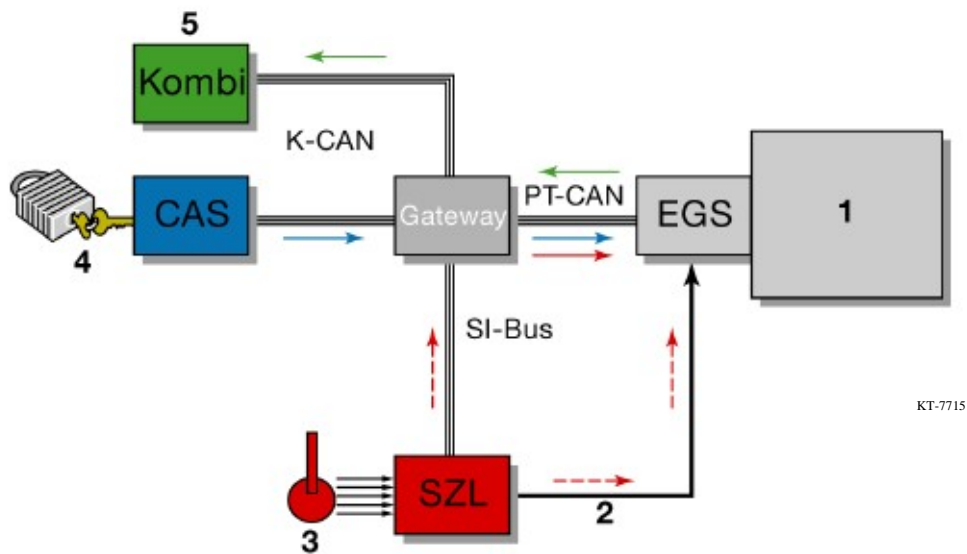 5
Kombi
K-CAN
CAS
Gateway
PT-CAN
EGS
1
4
SI-Bus
KT-7715
SZL
2
3